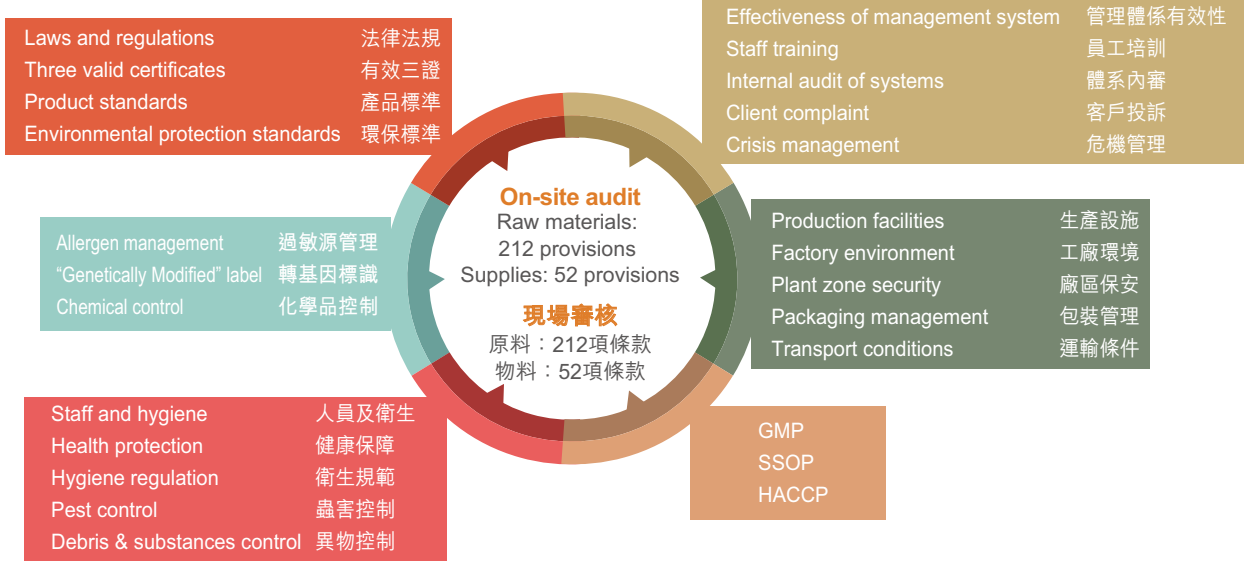 Laws and regulations 法律法規
Three valid certificates 有效三證
Product standards 產品標準
Environmental protection standards 環保標準
Effectiveness of management system 管理體係有效性
Staff training 員工培訓
Internal audit of systems 體系內審
Client complaint 客戶投訴
Crisis management 危機管理
Allergen management 過敏源管理
“Genetically Modified” label 轉基因標識
Chemical control 化學品控制
On-site audit
Raw materials:
212 provisions
Supplies: 52 provisions
現場審核
原料：212項條款
物料：52項條款
Production facilities 生產設施
Factory environment 工廠環境
Plant zone security 廠區保安
Packaging management 包裝管理
Transport conditions 運輸條件
Staff and hygiene 人員及衛生
Health protection 健康保障
Hygiene regulation 衛生規範
Pest control 蟲害控制
Debris & substances control 異物控制
GMP
SSOP
HACCP